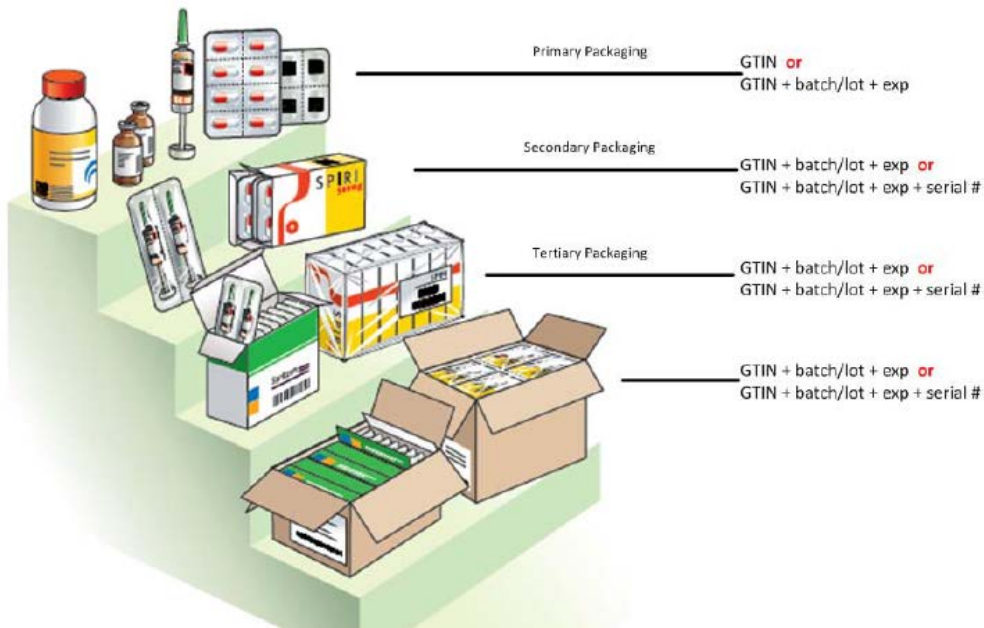 Primary Packaging
GTIN or
GTIN + batch/lot + exp
SPIRI
Secondary Packaging
GTIN + batch/lot + exp or
GTIN + batch/lot + exp + serial #
Tertiary Packaging
GTIN + batch/lot + exp or
GTIN + batch/lot + exp + serial #
GTIN + batch/lot + exp or
GTIN + batch/lot + exp + serial #